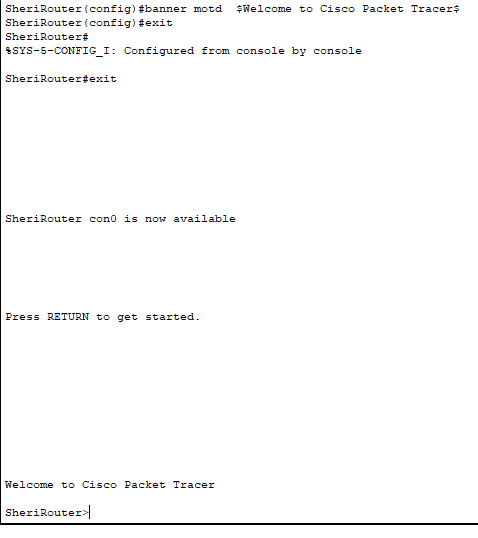 SheriRouter(config)#banner motd  $Welcome to Cisco Packet Tracer$
SheriRouter(config)#exit
SheriRouter#
%SYS-5-CONFIG_I: Configured from console by console
SheriRouter#exit
SheriRouter con0 is now available
Press RETURN to get started.
Welcome to Cisco Packet Tracer
SheriRouter>